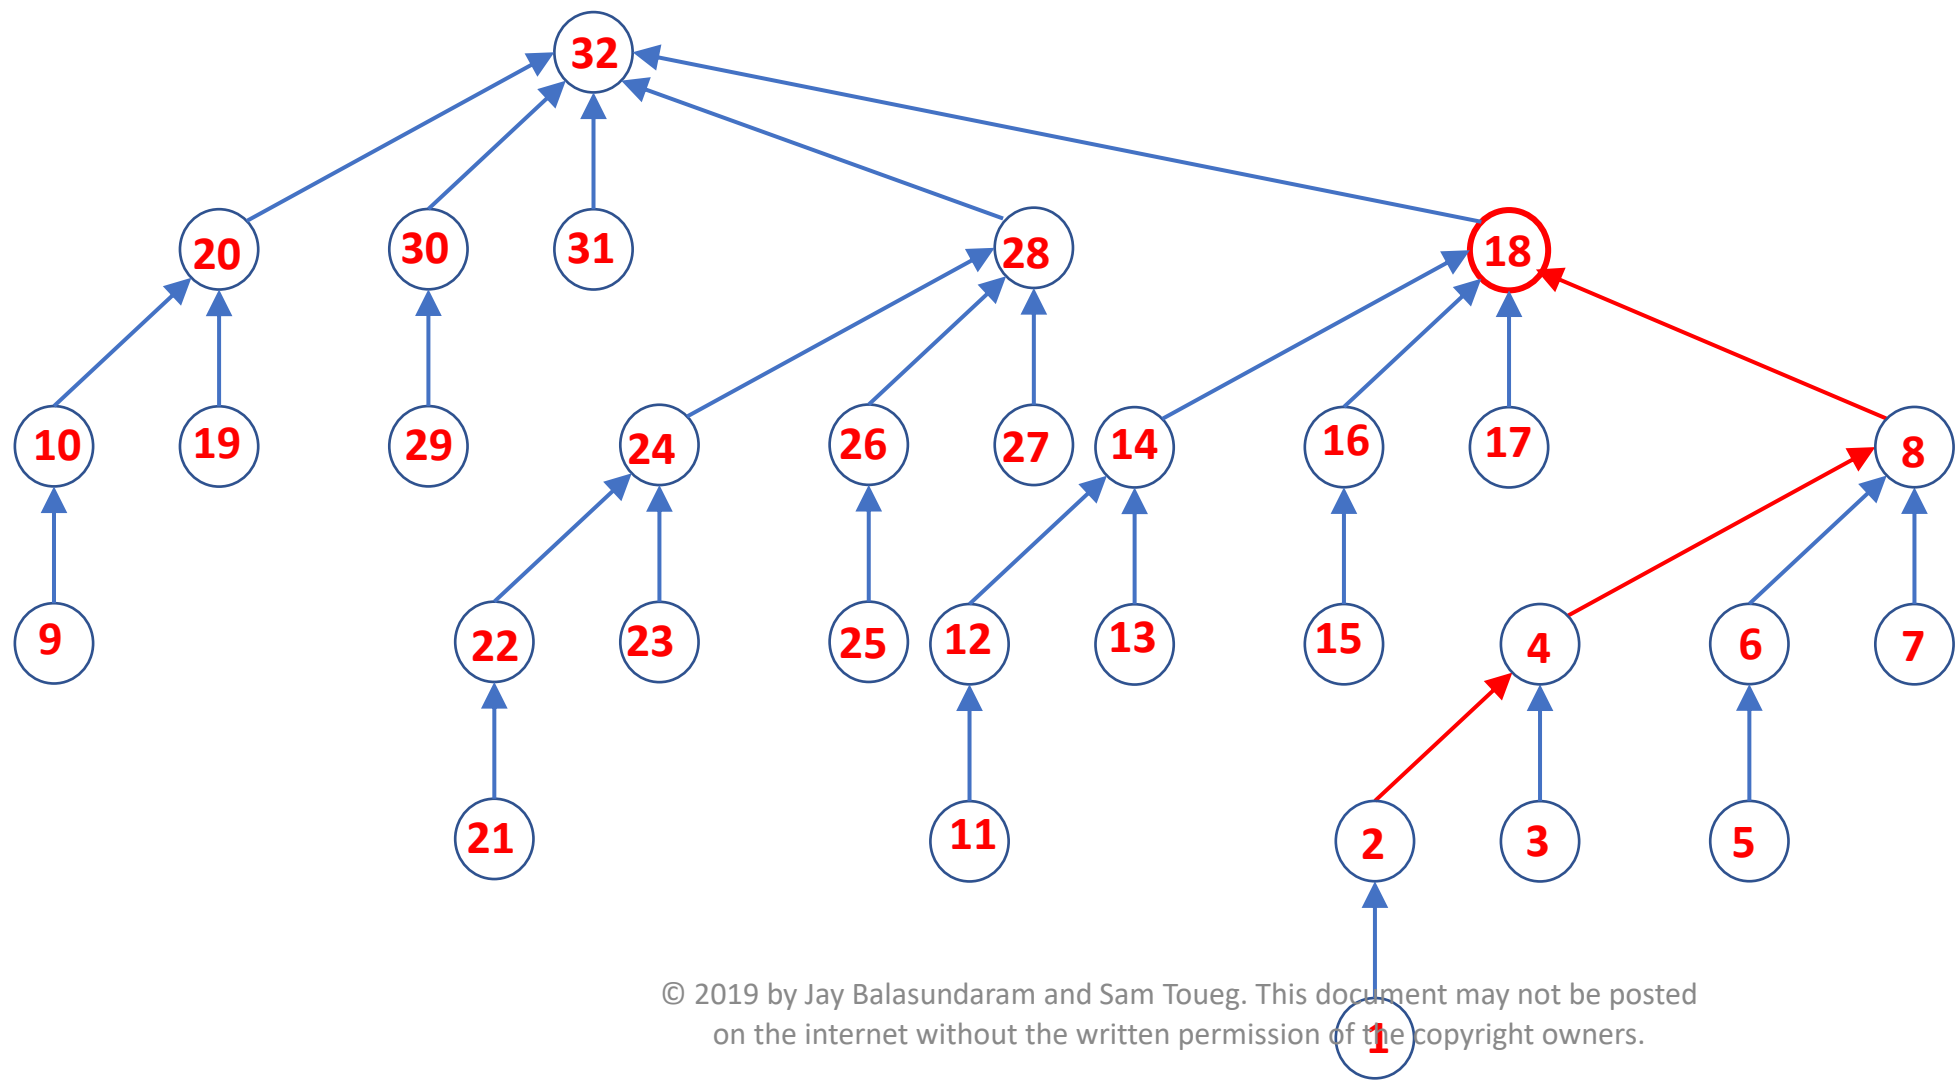 32
20 30 31 28 18
10 19 29 24 26 27 14 16 17 8
9 22 23 25 12 13 15 4 6 7
21 11 2 3 5
© 2019 by Jay Balasundaram and Sam Toueg. This document may not be posted
on the internet without the written permission of the copyright owners.
1